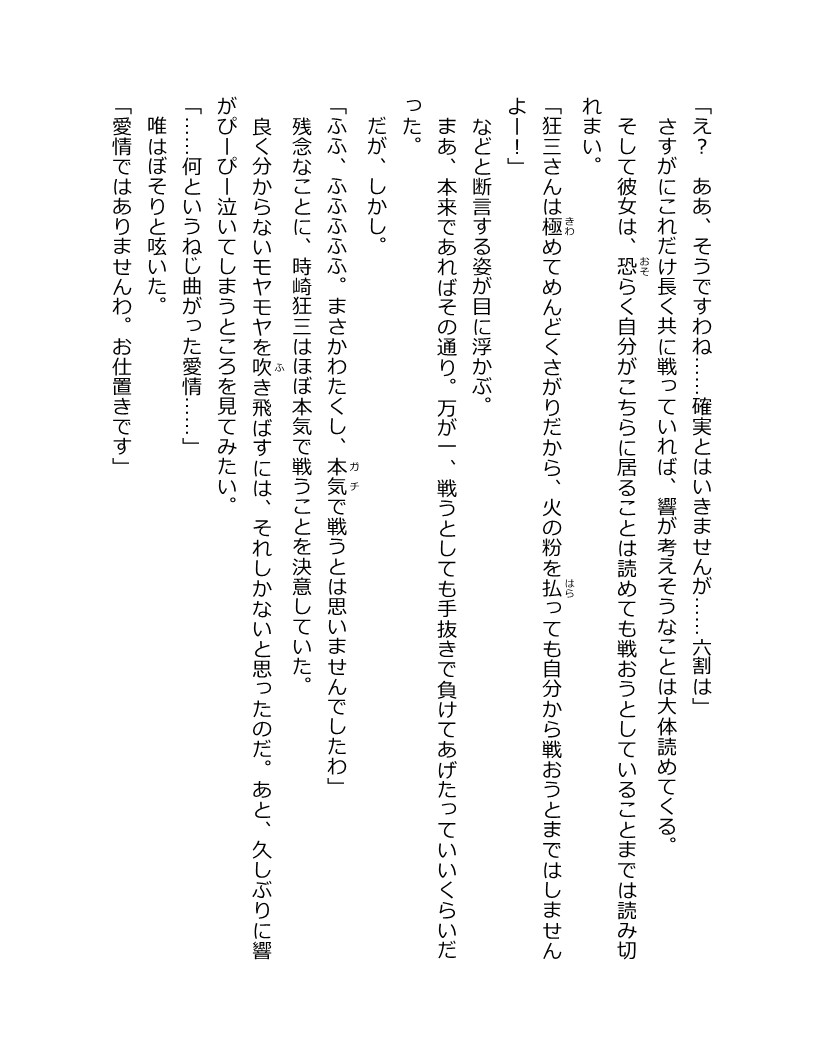 「え?　ああ、そうですわね……確実とはいきませんが……六割は」
さすがにこれだけ長く共に戦っていれば、響が考えそうなことは大体読めてくる。
そして彼女は、恐らく自分がこちらに居ることは読めても戦おうとしていることまでは読み切
れまい。
「狂三さんは極めてめんどくさがりだから、火の粉を払っても自分から戦おうとまではしません
よー！」
などと断言する姿が目に浮かぶ。
まあ、本来であればその通り。万が一、戦うとしても手抜きで負けてあげたっていいくらいだ
った。
だが、しかし。
「ふふ、ふふふふふ。まさかわたくし、本気で戦うとは思いませんでしたわ」
残念なことに、時崎狂三はほぼ本気で戦うことを決意していた。
良く分からないモヤモヤを吹き飛ばすには、それしかないと思ったのだ。あと、久しぶりに響
がぴーぴー泣いてしまうところを見てみたい。
「……何というねじ曲がった愛情……」
唯はぼそりと呟いた。
「愛情ではありませんわ。お仕置きです」